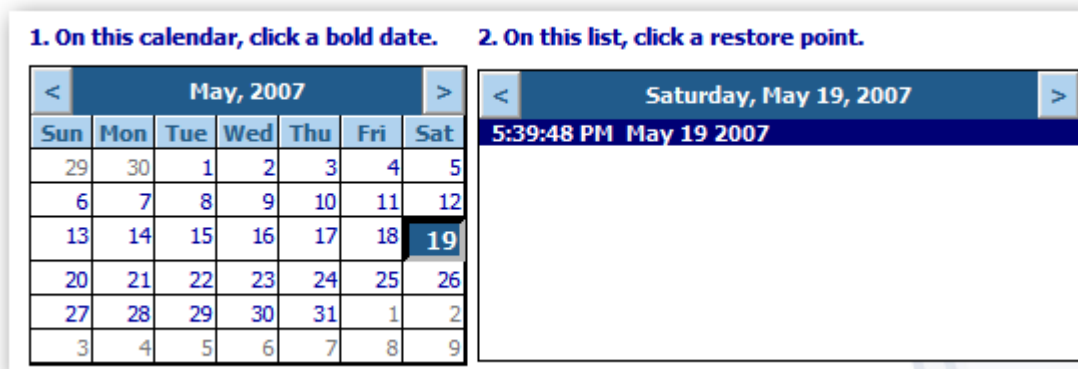 1. On this calendar, click a bold date.
2. On this list, click a restore point.
< May, 2007 >
Sun Mon Tue Wed Thu Fri Sat
29 30 1 2 3 4 5
6 7 8 9 10 11 12
13 14 15 16 17 18 19
20 21 22 23 24 25 26
27 28 29 30 31 1 2
3 4 5 6 7 8 9
< Saturday, May 19, 2007 >
5:39:48 PM May 19 2007